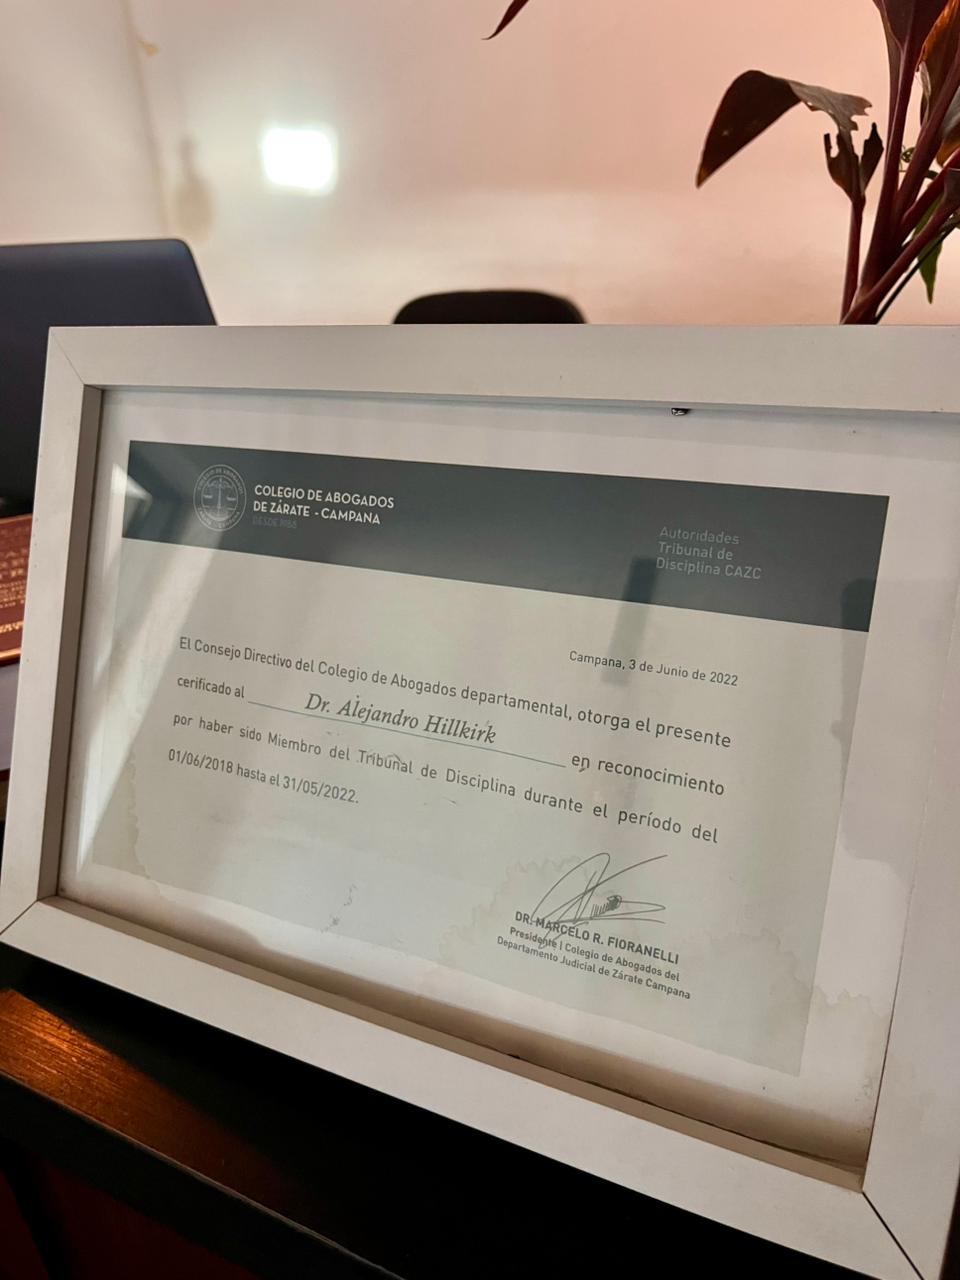 COLEGIO DE ABOGADOS
DE ZÁRATE - CAMPANA
DESDE 1988
Autoridades
Tribunal de
Disciplina CAZC
Campana, 3 de Junio de 2022
El Consejo Directivo del Colegio de Abogados departamental, otorga el presente
certificado al Dr. Alejandro Hillkirk en reconocimiento
por haber sido Miembro del Tribunal de Disciplina durante el período del
01/06/2018 hasta el 31/05/2022.
DR. MARCELO R. FIORANELLI
Presidente | Colegio de Abogados del
Departamento Judicial de Zárate Campana